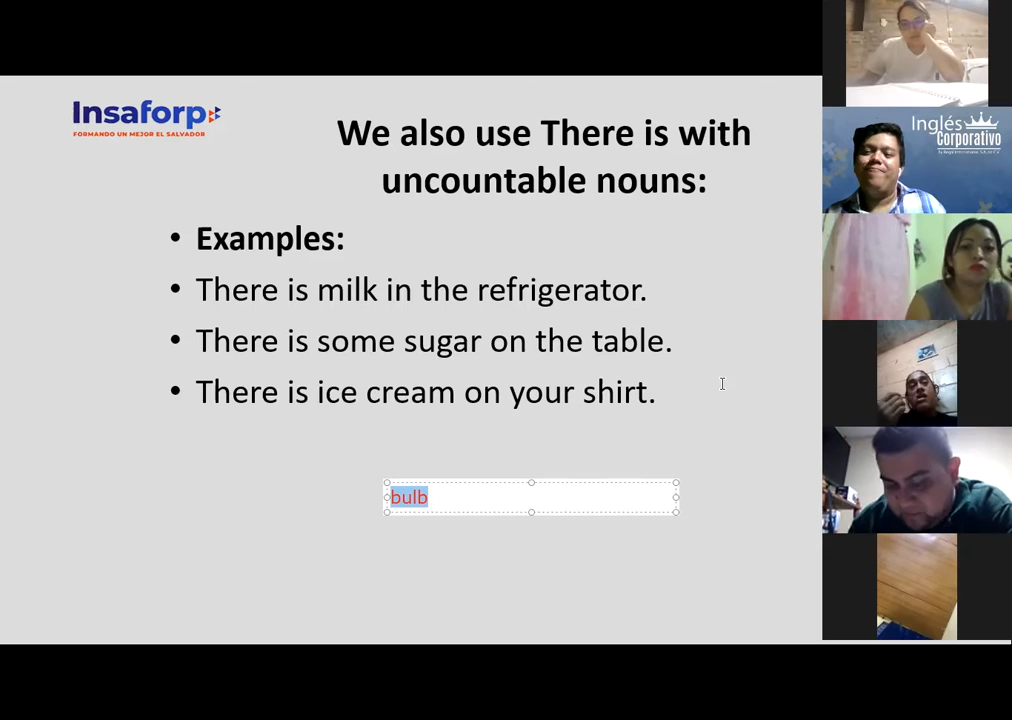 Insaforp
FORMANDO UN MEJOR EL SALVADOR
We also use There is with
uncountable nouns:
• Examples:
• There is milk in the refrigerator.
• There is some sugar on the table.
• There is ice cream on your shirt.
bulb
Inglés
Corporativo